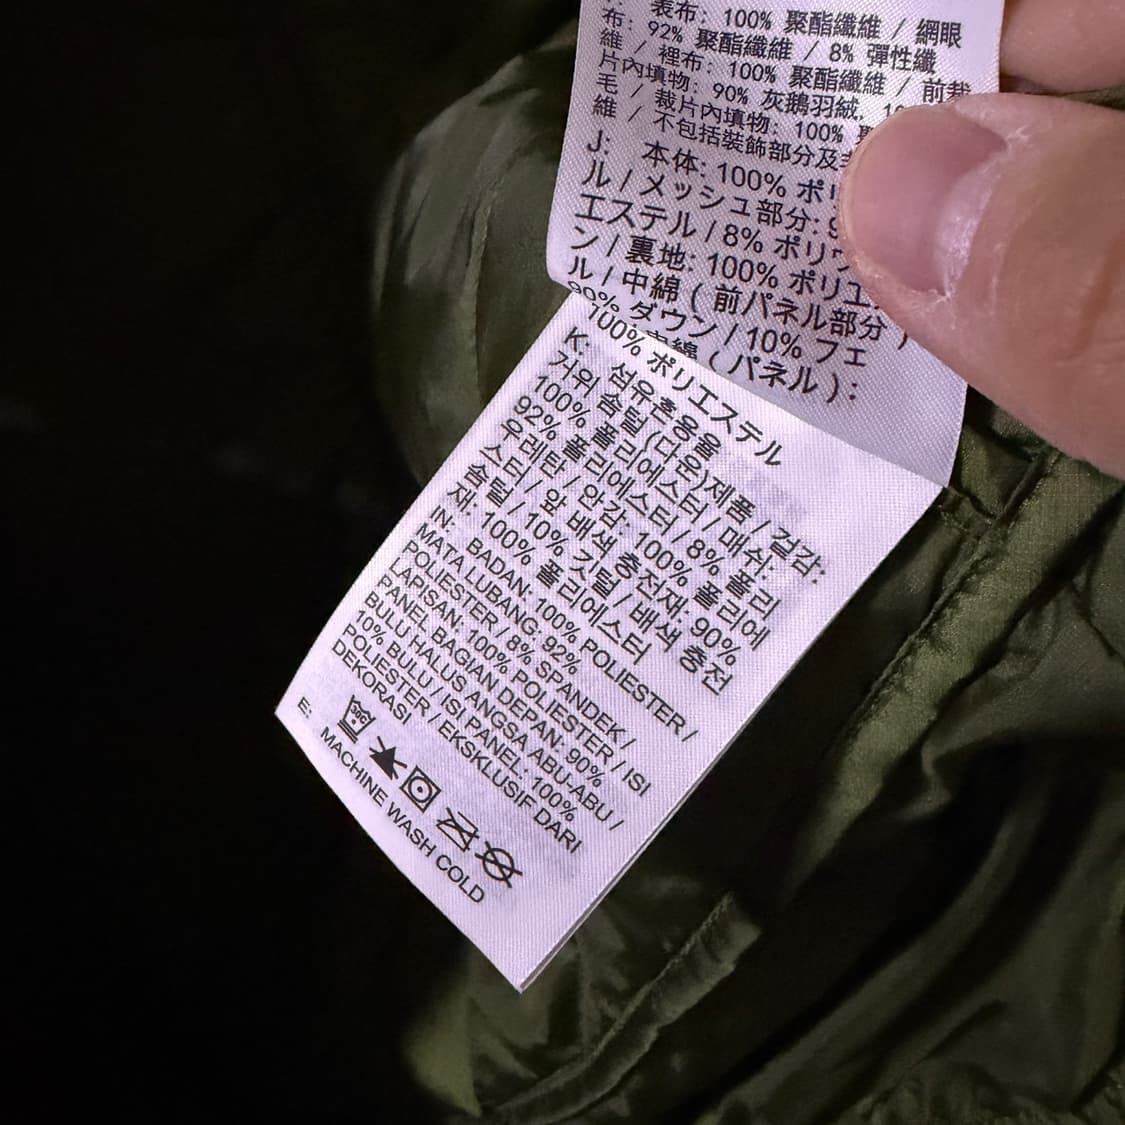 表布: 100% 聚酯纖維 / 網眼
布: 92% 聚酯纖維 / 8% 彈性纖
維 / 裡布: 100% 聚酯纖維 / 前裁
片內填物: 90% 灰鵝羽絨,
毛 / 裁片內填物: 100%
維 / 不包括裝飾部分及
J: 本体: 100% ポリ
ル / メッシュ部分:
エステル / 8% ポリウ
ン / 裏地: 100% ポリエ
ル / 中綿 ( 前パネル部分 )
90% ダウン / 10% フェ
中綿 ( パネル ) :
100% ポリエステル
K: 섬유혼용율
거위 솜털(다운)제품 / 겉감:
100% 폴리에스터 / 매쉬:
92% 폴리에스터 / 8% 폴리
우레탄 / 안감: 100% 폴리에
스터 / 앞 배색 충전재: 90%
솜털 / 10% 깃털 / 배색 충전
재: 100% 폴리에스터
IN: BADAN: 100% POLIESTER /
MATA LUBANG: 92%
POLIESTER / 8% SPANDEK /
LAPISAN: 100% POLIESTER / ISI
PANEL BAGIAN DEPAN: 90%
BULU HALUS ANGSA ABU-ABU /
10% BULU / ISI PANEL: 100%
POLIESTER / EKSKLUSIF DARI
DEKORASI
30C
E: MACHINE WASH COLD